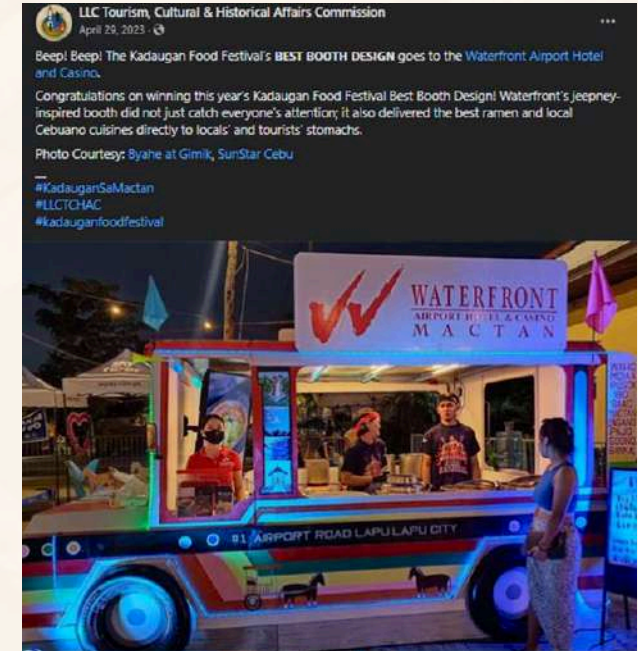 LLC Tourism, Cultural & Historical Affairs Commission
April 29, 2023 ·
Beep! Beep! The Kadaugan Food Festival's BEST BOOTH DESIGN goes to the Waterfront Airport Hotel
and Casino.
Congratulations on winning this year's Kadaugan Food Festival Best Booth Design! Waterfront's jeepney-
inspired booth did not just catch everyone's attention; it also delivered the best ramen and local
Cebuano cuisines directly to locals' and tourists' stomachs.
Photo Courtesy: Byahe at Gimik, SunStar Cebu
—
#KadauganSaMactan
#LLCTCHAC
#kadauganfoodfestival
W WATERFRONT
AIRPORT HOTEL & CASINO
MACTAN
#1 AIRPORT ROAD LAPU LAPU CITY